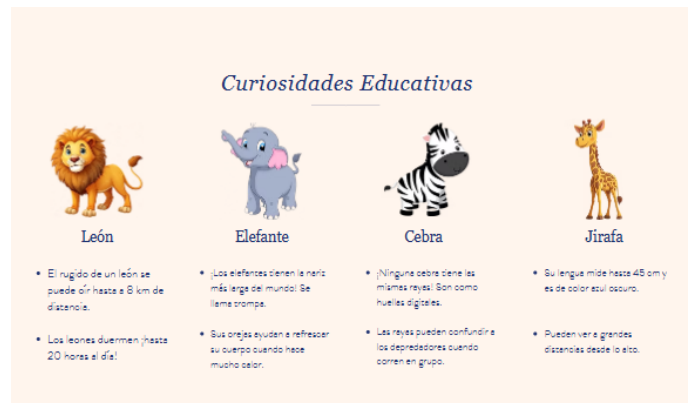 Curiosidades Educativas
León
• El rugido de un león se
puede oír hasta a 8 km de
distancia.
• Los leones duermen ¡hasta
20 horas al día!
Elefante
• ¡Los elefantes tienen la nariz
más larga del mundo! Se
llama trompa.
• Sus orejas ayudan a refrescar
su cuerpo cuando hace
mucho calor.
Cebra
• ¡Ninguna cebra tiene las
mismas rayas! Son como
huellas digitales.
• Las rayas pueden confundir a
los depredadores cuando
corren en grupo.
Jirafa
• Su lengua mide hasta 45 cm y
es de color azul oscuro.
• Pueden ver a grandes
distancias desde lo alto.